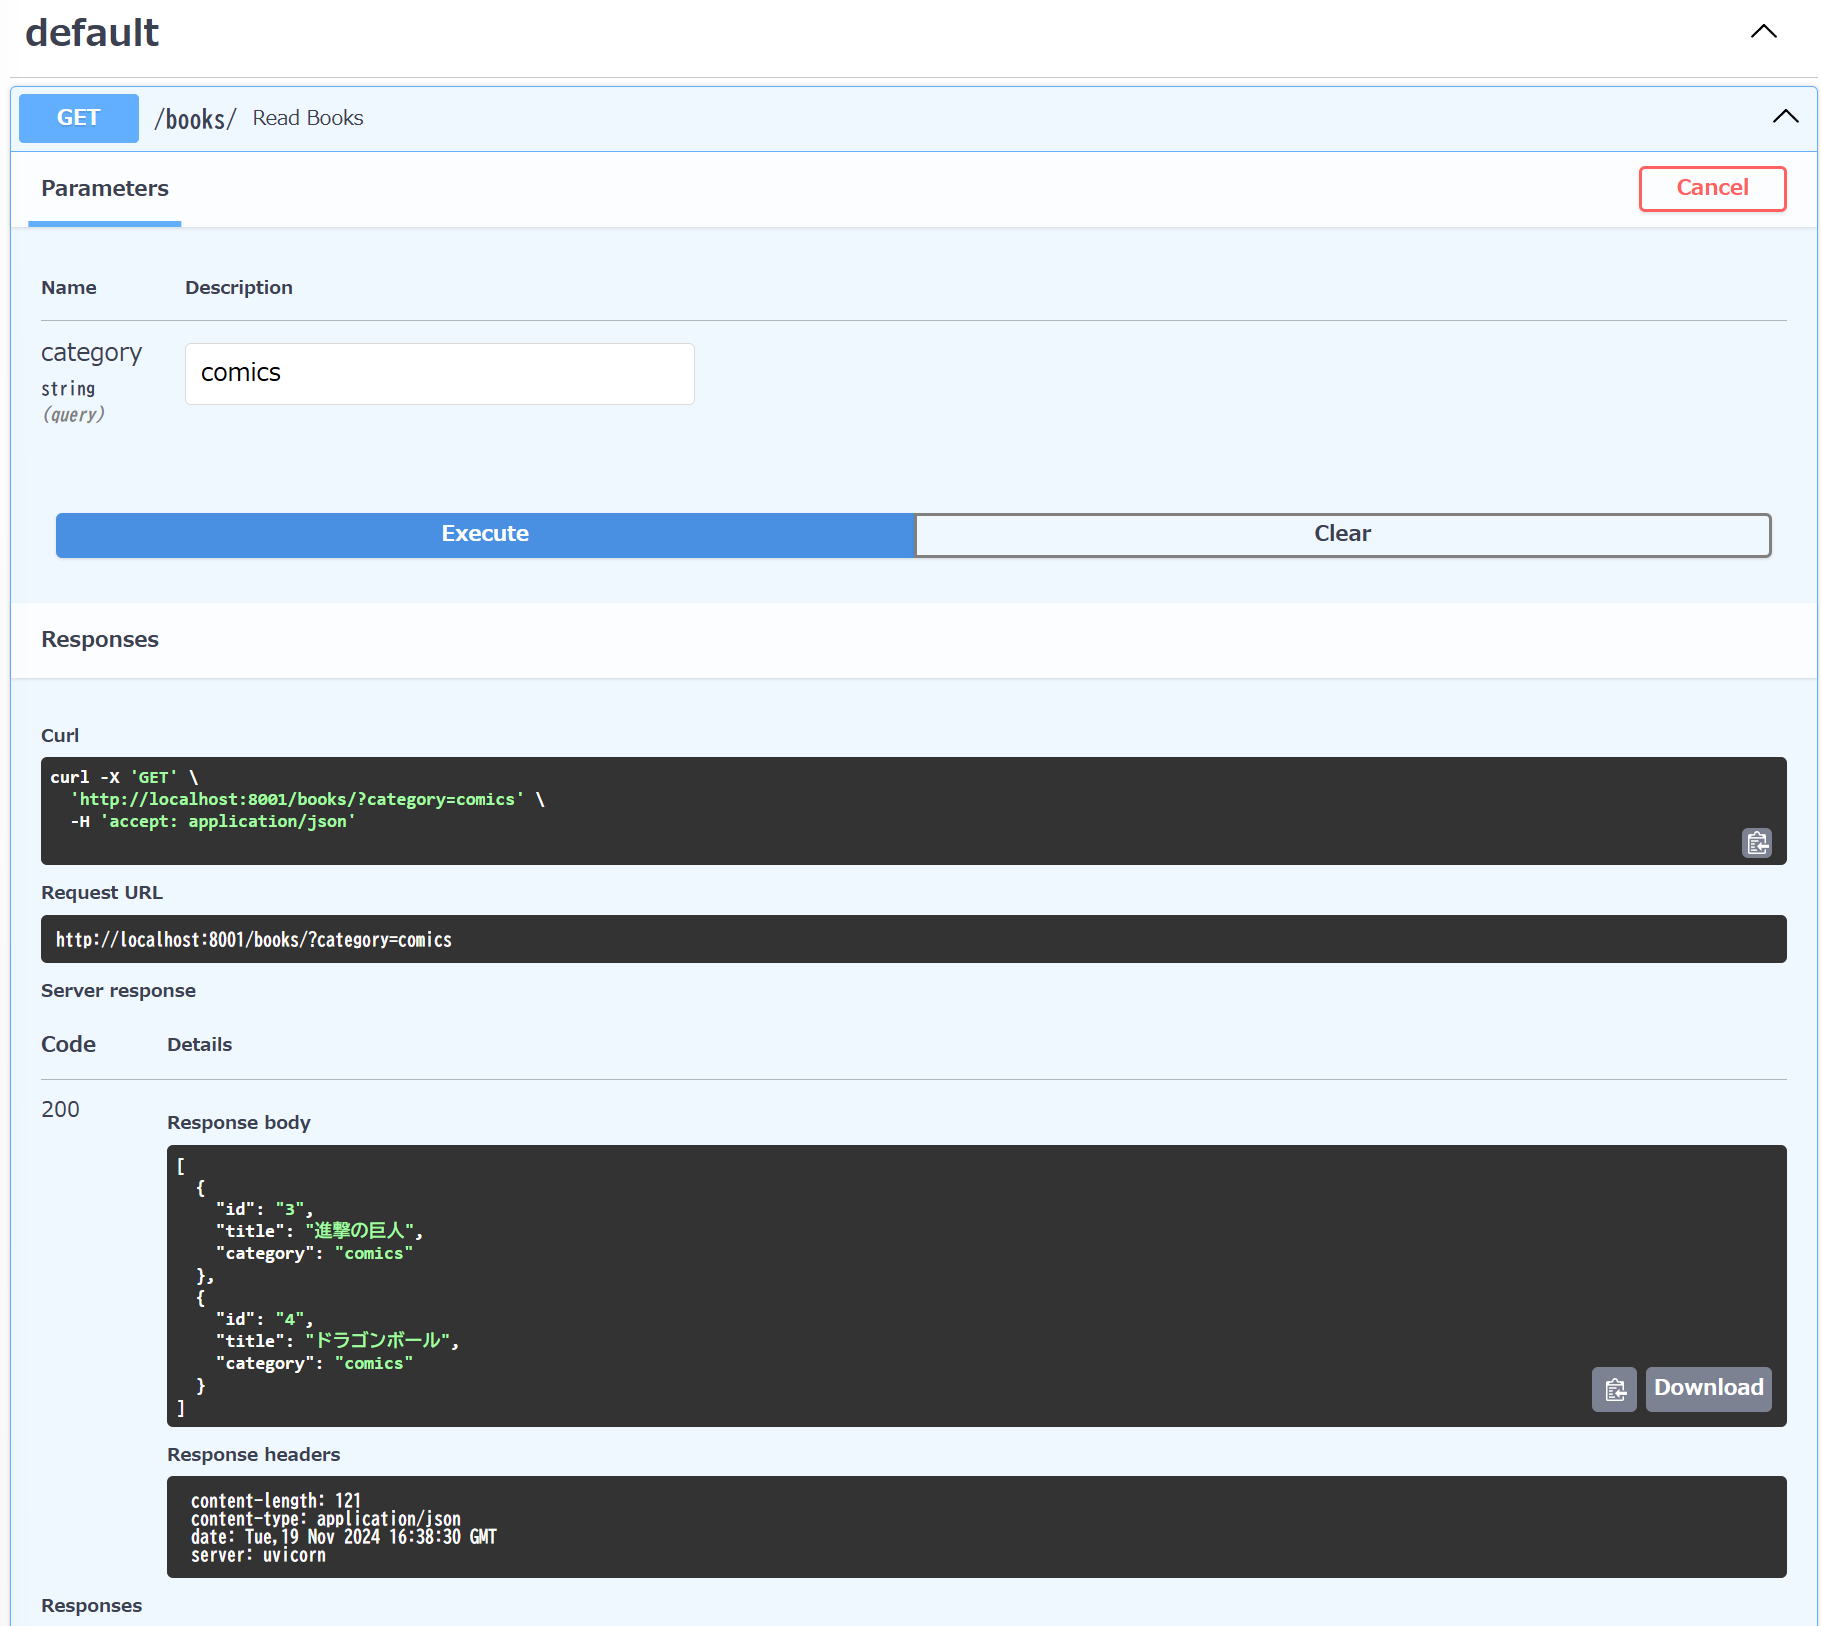 default
GET /books/ Read Books
Parameters
Cancel
Name Description
category
string
(query)
comics
Execute Clear
Responses
Curl
curl -X 'GET' \
  'http://localhost:8001/books/?category=comics' \
  -H 'accept: application/json'
Request URL
http://localhost:8001/books/?category=comics
Server response
Code Details
200
Response body
[
  {
    "id": "3",
    "title": "進撃の巨人",
    "category": "comics"
  },
  {
    "id": "4",
    "title": "ドラゴンボール",
    "category": "comics"
  }
]
Download
Response headers
content-length: 121
content-type: application/json
date: Tue,19 Nov 2024 16:38:30 GMT
server: uvicorn
Responses